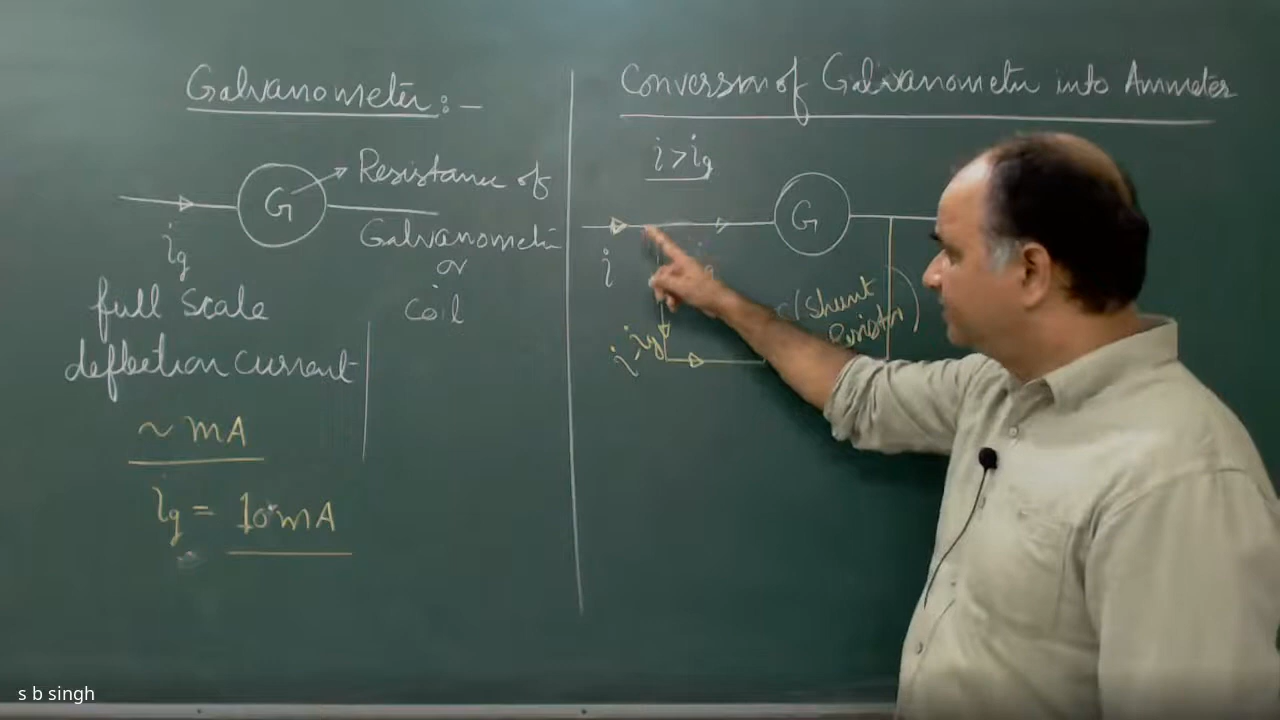 Galvanometer :-
G
Resistance of
Galvanometer
or
coil
ig
full scale
deflection current
~ mA
ig = 10 mA
Conversion of Galvanometer into Ammeter
i > ig
G
i
i - ig
(Shunt
Resistor)
s b singh